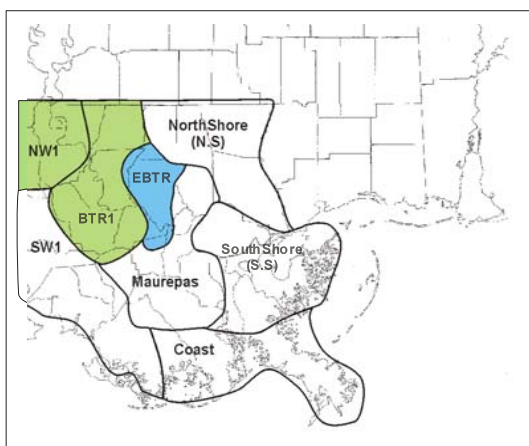 NorthShore
(N.S)
NW1
EBTR
BTR1
SW1
SouthShore
(S.S)
Maurepas
Coast